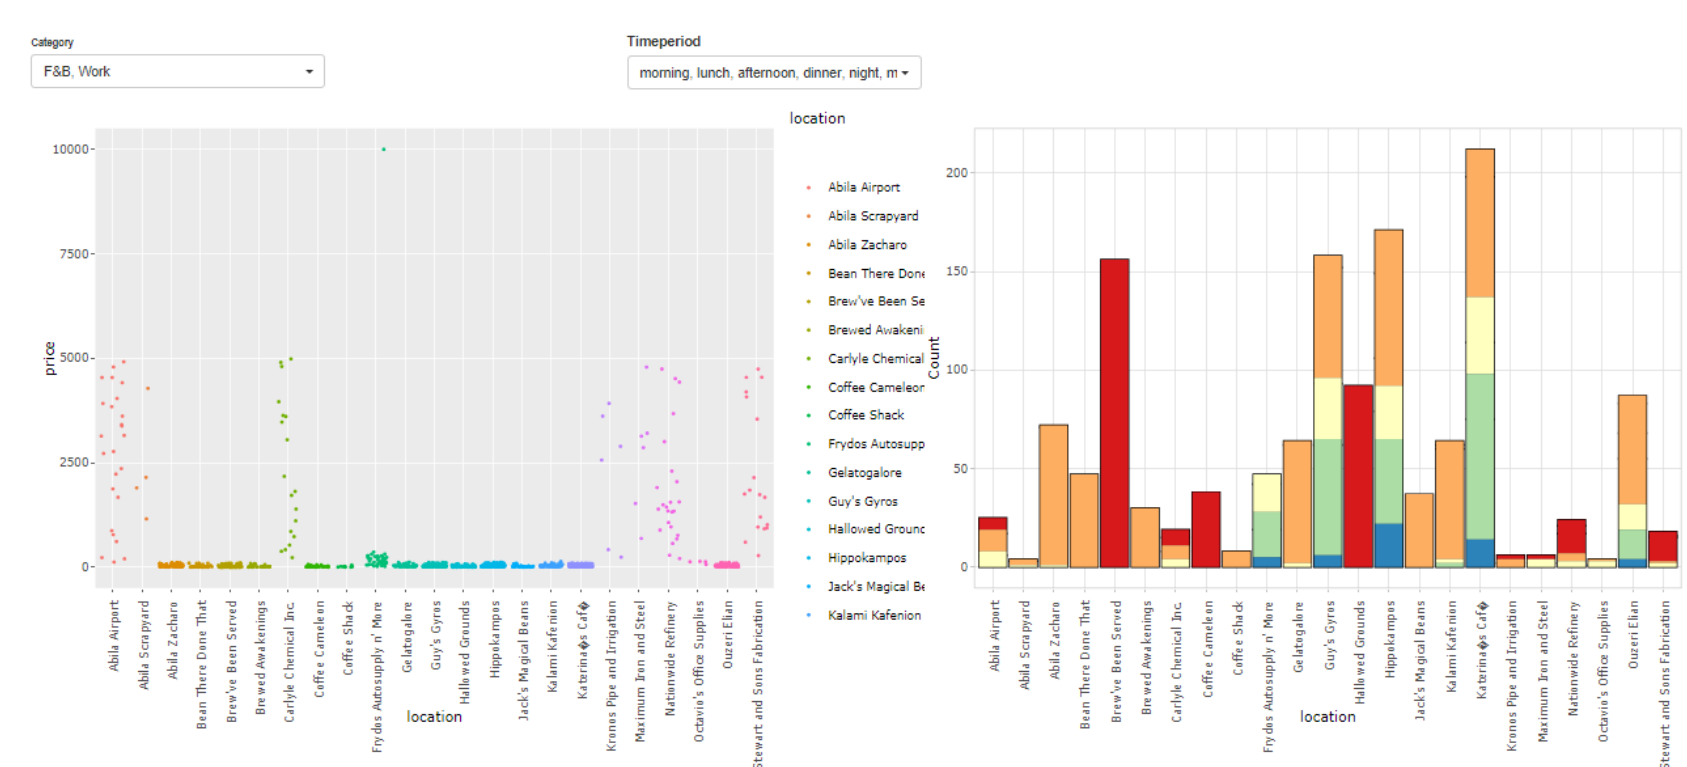 Category
Timeperiod
F&B, Work
morning, lunch, afternoon, dinner, night, m
location
Abila Airport
Abila Scrapyard
Abila Zacharo
Bean There Done
Brew've Been Se
Brewed Awakeni
Carlyle Chemical
Coffee Cameleor
Coffee Shack
Frydos Autosupp
Gelatogalore
Guy's Gyros
Hallowed Grounc
Hippokampos
Jack's Magical Be
Kalami Kafenion
price
10000
7500
5000
2500
0
Abila Airport
Abila Scrapyard
Abila Zacharo
Bean There Done That
Brew've Been Served
Brewed Awakenings
Carlyle Chemical Inc.
Coffee Cameleon
Coffee Shack
Frydos Autosupply n' More
Gelatogalore
Guy's Gyros
Hallowed Grounds
Hippokampos
Jack's Magical Beans
Kalami Kafenion
Katerina�s Caf�
Kronos Pipe and Irrigation
Maximum Iron and Steel
Nationwide Refinery
Octavio's Office Supplies
Ouzeri Elian
Stewart and Sons Fabrication
location
Count
200
150
100
50
0
Abila Airport
Abila Scrapyard
Abila Zacharo
Bean There Done That
Brew've Been Served
Brewed Awakenings
Carlyle Chemical Inc.
Coffee Cameleon
Coffee Shack
Frydos Autosupply n' More
Gelatogalore
Guy's Gyros
Hallowed Grounds
Hippokampos
Jack's Magical Beans
Kalami Kafenion
Katerina�s Caf�
Kronos Pipe and Irrigation
Maximum Iron and Steel
Nationwide Refinery
Octavio's Office Supplies
Ouzeri Elian
Stewart and Sons Fabrication
location